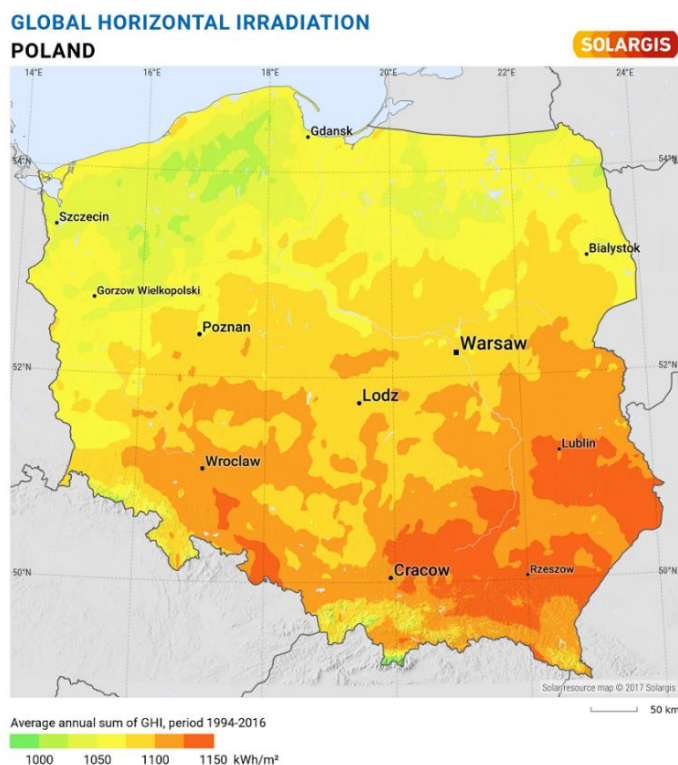 GLOBAL HORIZONTAL IRRADIATION
POLAND
SOLARGIS
14°E 16°E 18°E 20°E 22°E 24°E
Gdansk
54°N 54°N
Szczecin
Bialystok
Gorzow Wielkopolski
Poznan
Warsaw
52°N 52°N
Lodz
Lublin
Wroclaw
50°N Cracow Rzeszow 50°N
Solar resource map © 2017 Solargis
50 km
Average annual sum of GHI, period 1994-2016
1000 1050 1100 1150 kWh/m²